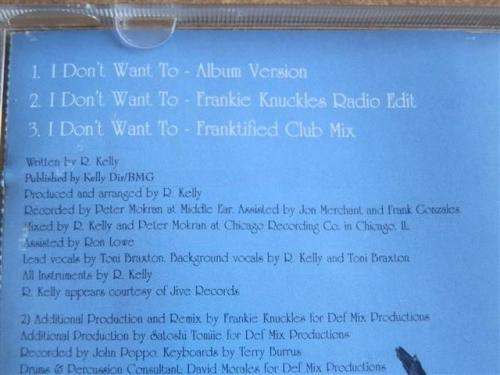 1. I Don't Want To - Album Version
2. I Don't Want To - Frankie Knuckles Radio Edit
3. I Don't Want To - Franktified Club Mix
Written by R. Kelly
Published by Kelly Dir/BMG
Produced and arranged by R. Kelly
Recorded by Peter Mokran at Middle Ear. Assisted by Jon Merchant and Frank Gonzales
Mixed by R. Kelly and Peter Mokran at Chicago Recording Co. in Chicago, IL
Assisted by Ron Lowe
Lead vocals by Toni Braxton. Background vocals by R. Kelly and Toni Braxton
All Instruments by R. Kelly
R. Kelly appears courtesy of Jive Records
2) Additional Production and Remix by Frankie Knuckles for Def Mix Productions
Additional Production by Satoshi Tomiie for Def Mix Productions
Recorded by John Poppo. Keyboards by Terry Burrus
Drums & Percussion Consultant: David Morales for Def Mix Productions